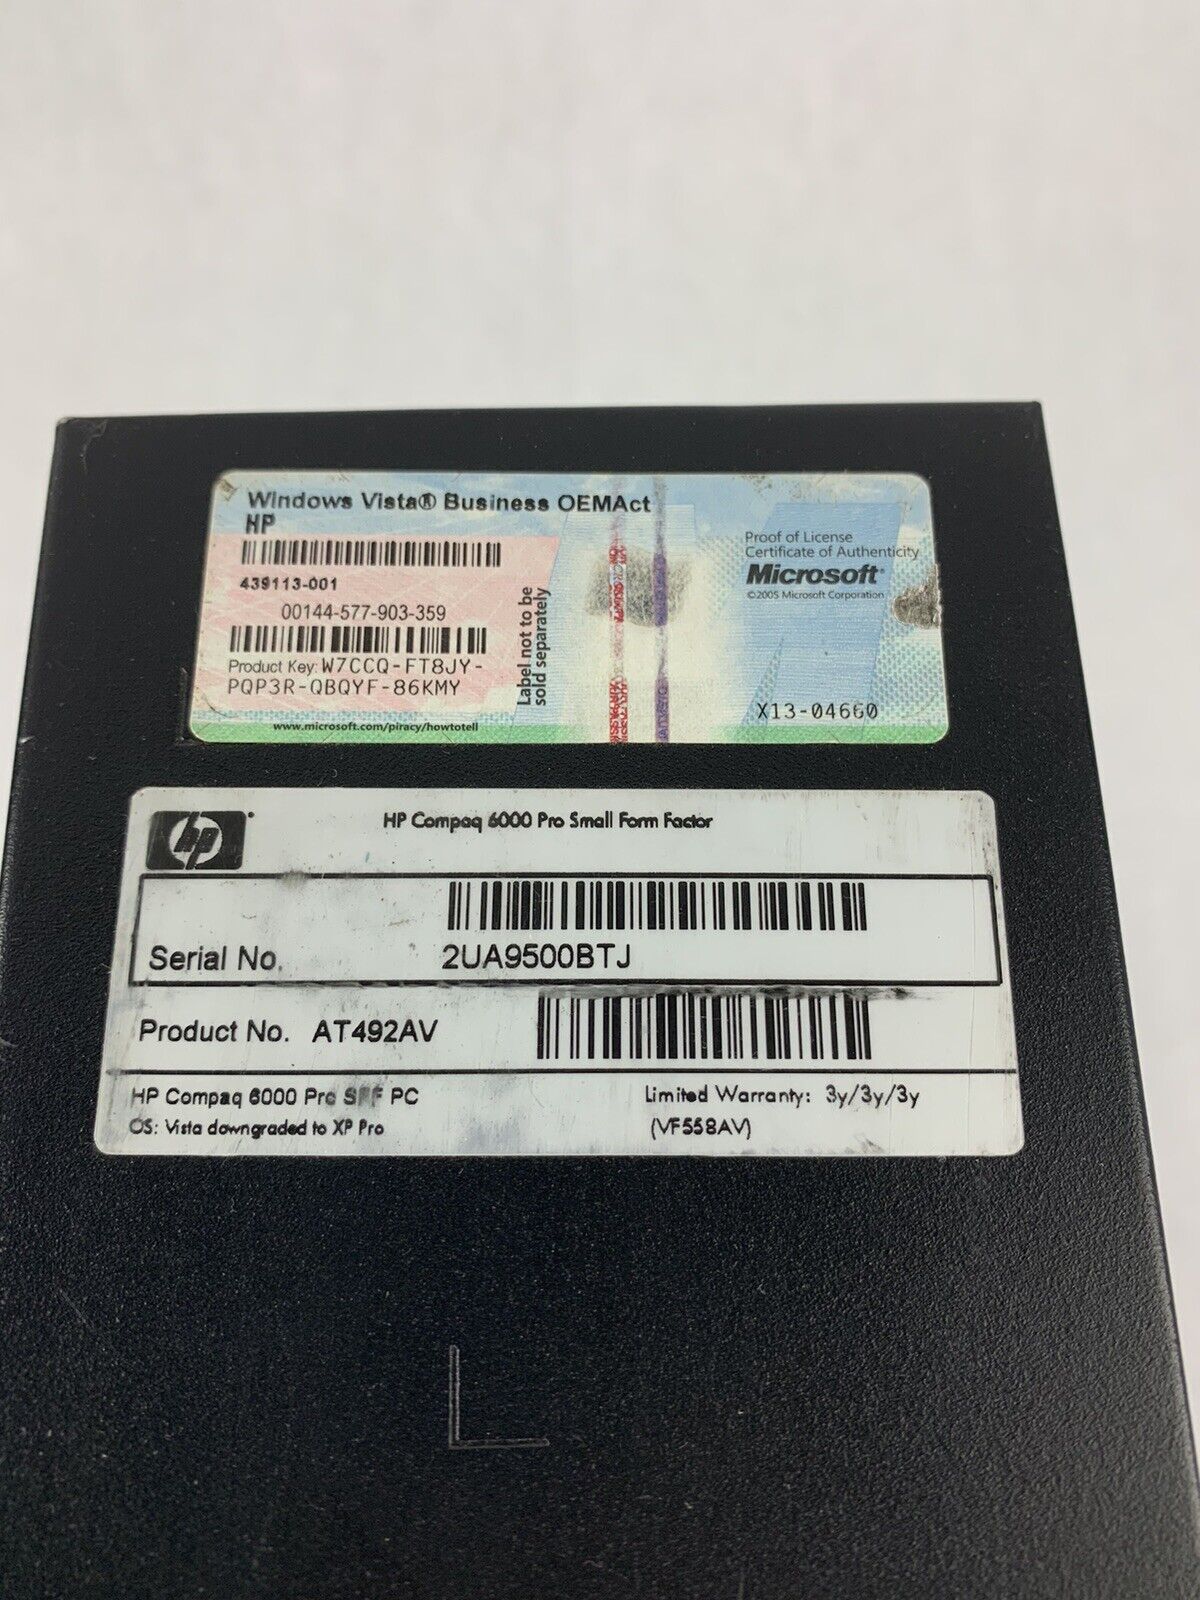 Windows Vista® Business OEMAct
HP
439113-001
00144-577-903-359
Product Key: W7CCQ-FT8JY-
PQP3R-QBQYF-86KMY
www.microsoft.com/piracy/howtotell
Label not to be
sold separately
Proof of License
Certificate of Authenticity
Microsoft®
©2005 Microsoft Corporation
X13-04660
hp
HP Compaq 6000 Pro Small Form Factor
Serial No. 2UA9500BTJ
Product No. AT492AV
HP Compaq 6000 Pro SFF PC
OS: Vista downgraded to XP Pro
Limited Warranty: 3y/3y/3y
(VF558AV)